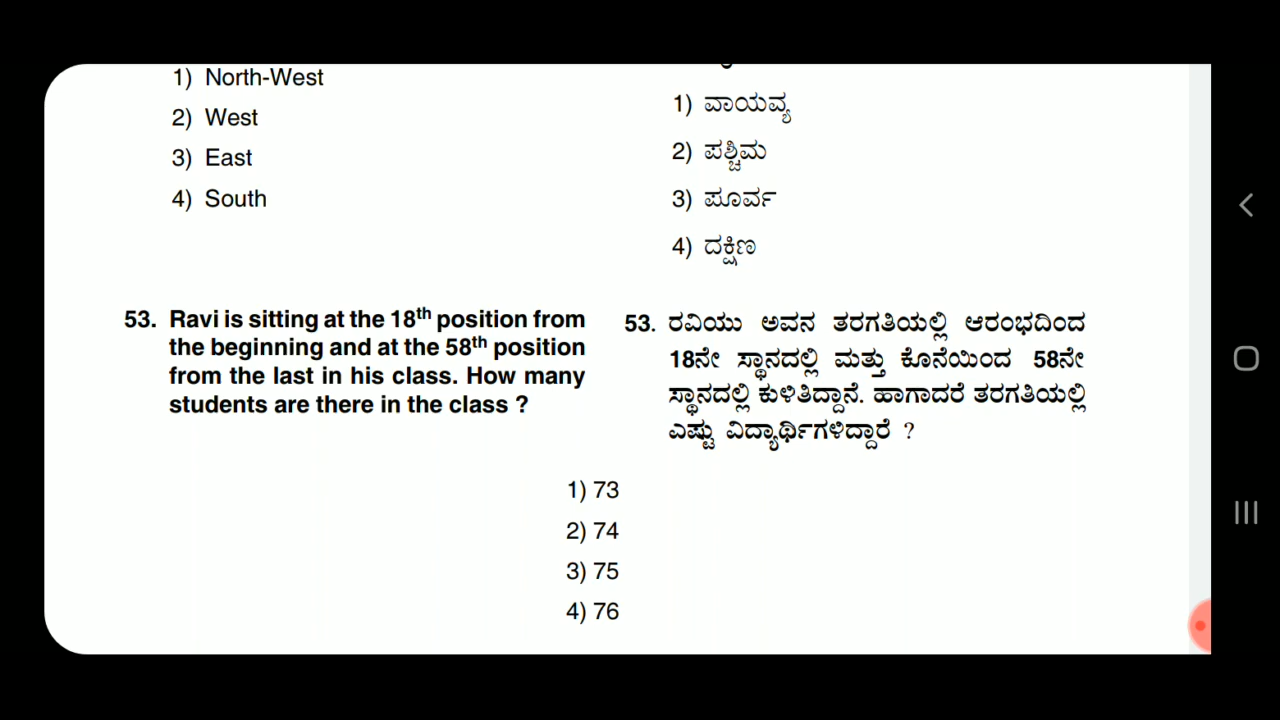 1) North-West
2) West
3) East
4) South
1) ವಾಯವ್ಯ
2) ಪಶ್ಚಿಮ
3) ಪೂರ್ವ
4) ದಕ್ಷಿಣ
53. Ravi is sitting at the 18th position from
the beginning and at the 58th position
from the last in his class. How many
students are there in the class ?
53. ರವಿಯು ಅವನ ತರಗತಿಯಲ್ಲಿ ಆರಂಭದಿಂದ
18ನೇ ಸ್ಥಾನದಲ್ಲಿ ಮತ್ತು ಕೊನೆಯಿಂದ 58ನೇ
ಸ್ಥಾನದಲ್ಲಿ ಕುಳಿತಿದ್ದಾನೆ. ಹಾಗಾದರೆ ತರಗತಿಯಲ್ಲಿ
ಎಷ್ಟು ವಿದ್ಯಾರ್ಥಿಗಳಿದ್ದಾರೆ ?
1) 73
2) 74
3) 75
4) 76